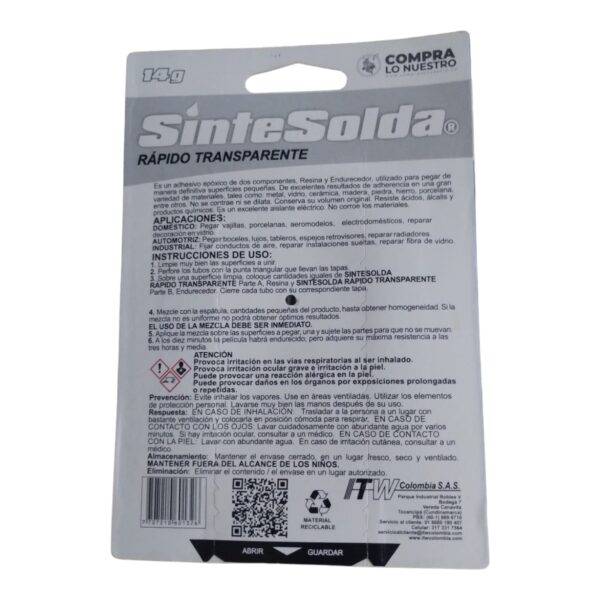 14g
COMPRA
LO NUESTRO
SinteSolda®
RÁPIDO TRANSPARENTE
Es un adhesivo epóxico de dos componentes, Resina y Endurecedor, utilizado para pegar de
manera definitiva superficies pequeñas. De excelentes resultados de adherencia en una gran
variedad de materiales, tales como: metal, vidrio, cerámica, madera, piedra, hierro, porcelana,
entre otros. No se contrae ni se dilata. Conserva su volumen original. Resiste ácidos, álcalis y
productos químicos. Es un excelente aislante eléctrico. No corroe los materiales.
APLICACIONES:
DOMÉSTICO: Pegar vajillas, porcelanas, aeromodelos, electrodomésticos, reparar
decoración en vidrio.
AUTOMOTRIZ: Pegar boceles, lujos, tableros, espejos retrovisores, reparar radiadores
INDUSTRIAL: Fijar conductos de aire, reparar instalaciones sueltas, reparar fibra de vidrio.
INSTRUCCIONES DE USO:
1. Limpie muy bien las superficies a unir.
2. Perfore los tubos con la punta triangular que llevan las tapas.
3. Sobre una superficie limpia, coloque cantidades iguales de SINTESOLDA
RÁPIDO TRANSPARENTE Parte A, Resina y SINTESOLDA RÁPIDO TRANSPARENTE
Parte B, Endurecedor. Cierre cada tubo con su correspondiente tapa.
4. Mezcle con la espátula, cantidades pequeñas del producto, hasta obtener homogeneidad. Si la
mezcla no es uniforme no podrá obtener óptimos resultados.
EL USO DE LA MEZCLA DEBE SER INMEDIATO.
5. Aplique la mezcla sobre las superficies a pegar, una y sujete las partes para que no se muevan.
6. A los diez minutos la película habrá endurecido, pero adquiere su máxima resistencia a las
tres horas y media.
ATENCIÓN
Provoca irritación en las vías respiratorias al ser inhalado.
Provoca irritación ocular grave e irritación a la piel.
Puede provocar una reacción alérgica en la piel.
Puede provocar daños en los órganos por exposiciones prolongadas
o repetidas.
Prevención: Evite inhalar los vapores. Use en áreas ventiladas. Utilizar los elementos
de protección personal. Lavarse muy bien las manos después de su uso.
Respuesta: EN CASO DE INHALACIÓN: Trasladar a la persona a un lugar con
bastante ventilación y colocarla en posición cómoda para respirar. EN CASO DE
CONTACTO CON LOS OJOS: Lavar cuidadosamente con abundante agua por varios
minutos. Si hay irritación ocular, consultar a un médico. EN CASO DE CONTACTO
CON LA PIEL: Lavar con abundante agua. En caso de irritación cutánea, consultar a
un médico.
Almacenamiento: Mantener el envase cerrado, en un lugar fresco, seco y ventilado.
MANTENER FUERA DEL ALCANCE DE LOS NIÑOS.
Eliminación: Eliminar el contenido / el envase en un lugar autorizado.
MATERIAL
RECICLABLE
ITW Colombia S.A.S.
Parque Industrial Robles V
Bodega 7
Vereda Canavita
Tocancipá (Cundinamarca)
ABRIR
GUARDAR